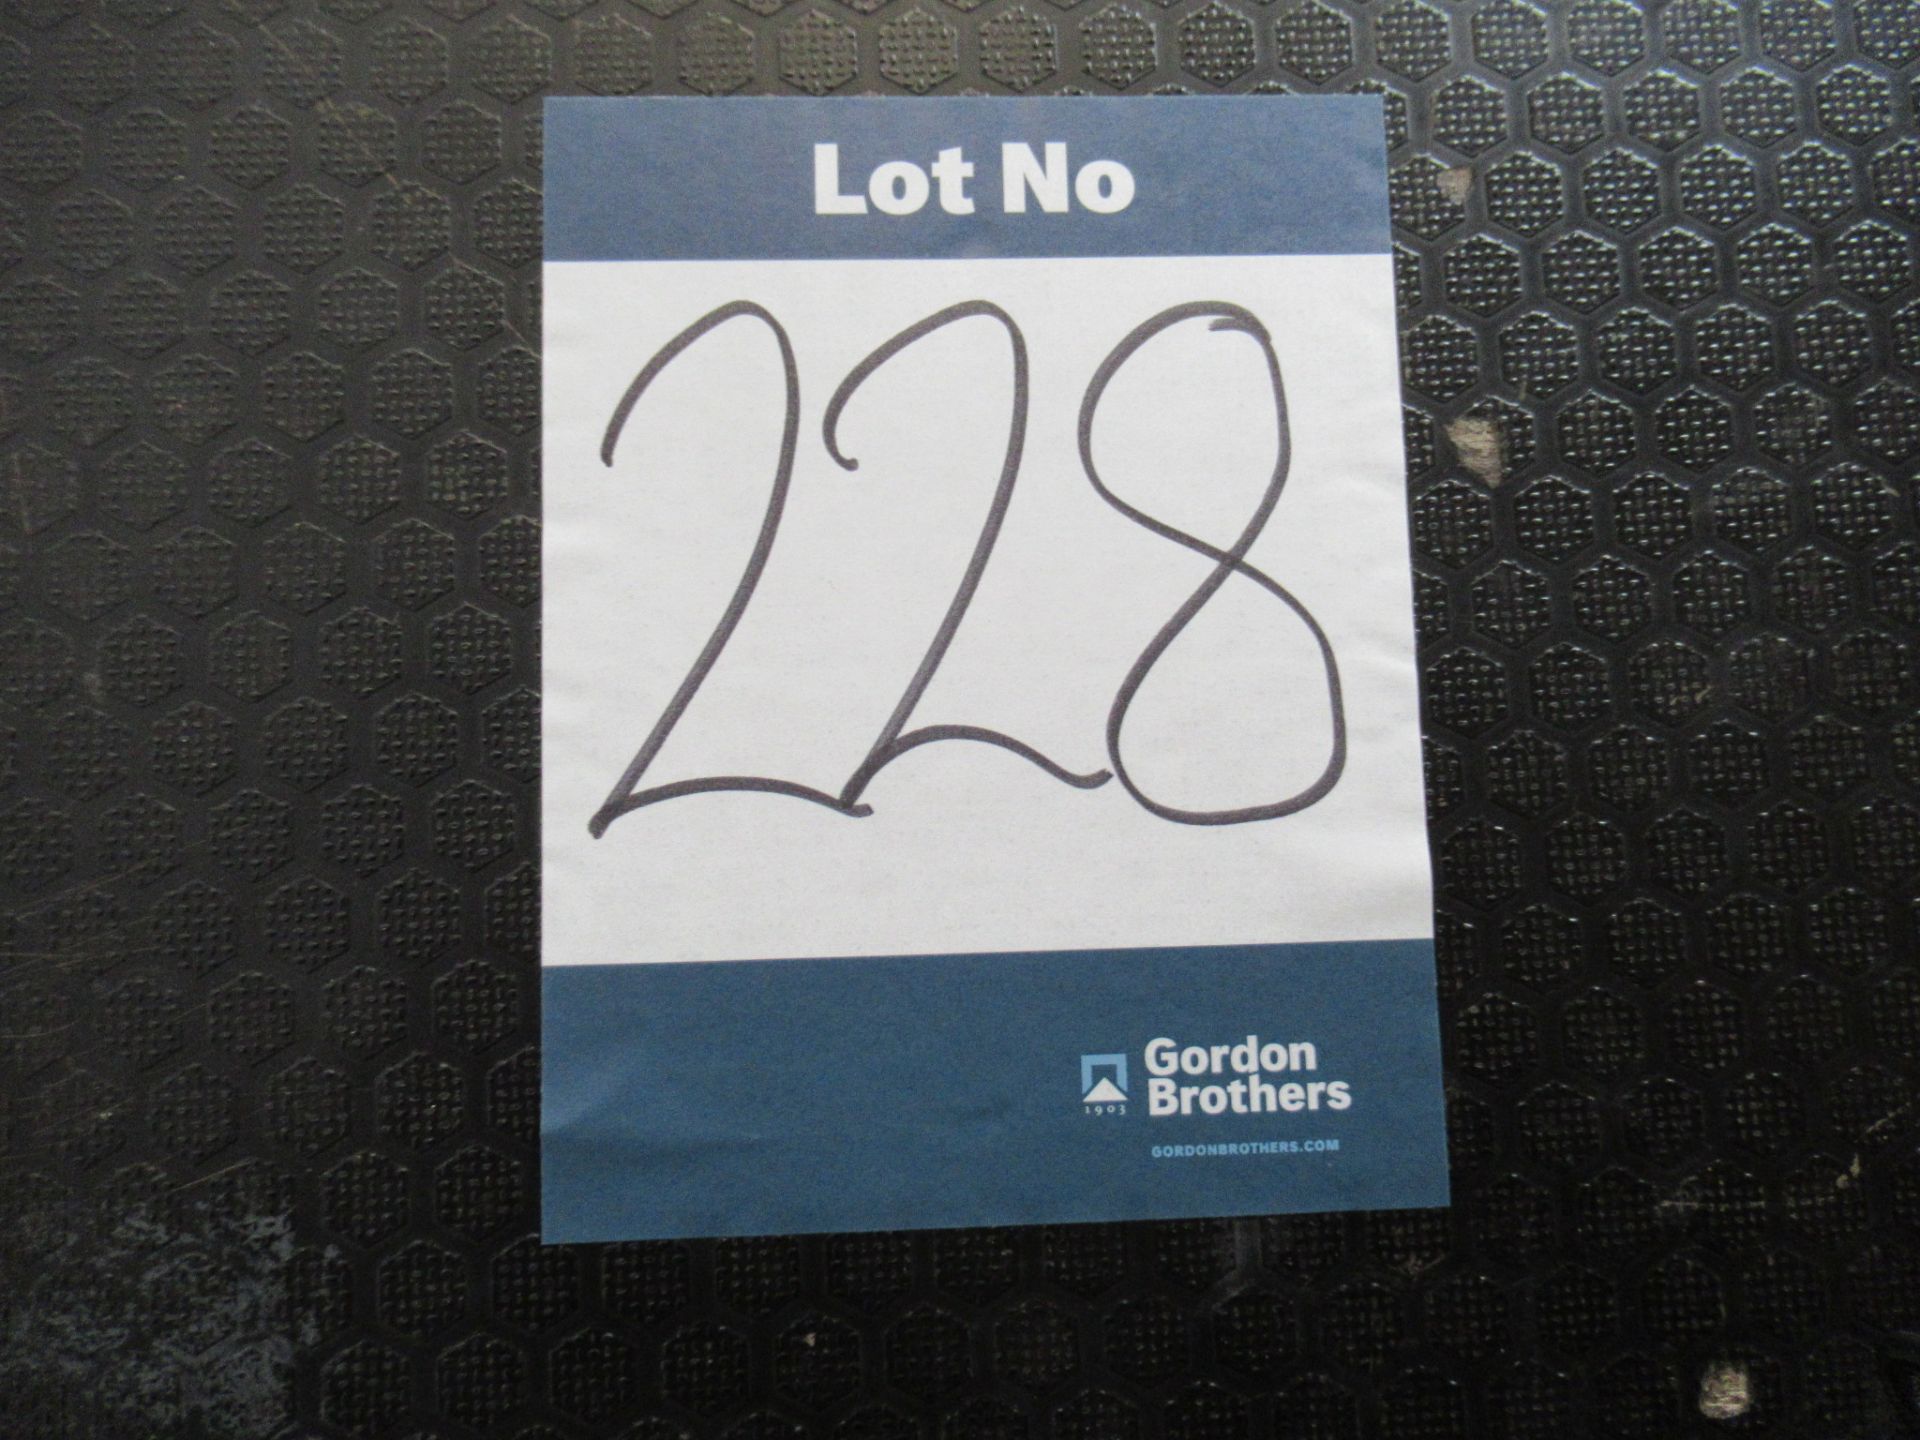 Lot No
228
Gordon
Brothers
1903
GORDONBROTHERS.COM